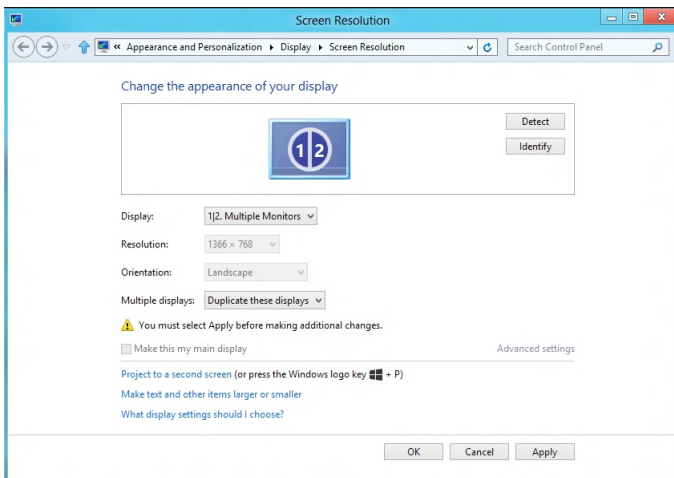 Screen Resolution
« Appearance and Personalization ▸ Display ▸ Screen Resolution Search Control Panel
Change the appearance of your display
1|2
Detect
Identify
Display: 1|2. Multiple Monitors
Resolution: 1366 × 768
Orientation: Landscape
Multiple displays: Duplicate these displays
You must select Apply before making additional changes.
Make this my main display Advanced settings
Project to a second screen (or press the Windows logo key + P)
Make text and other items larger or smaller
What display settings should I choose?
OK Cancel Apply